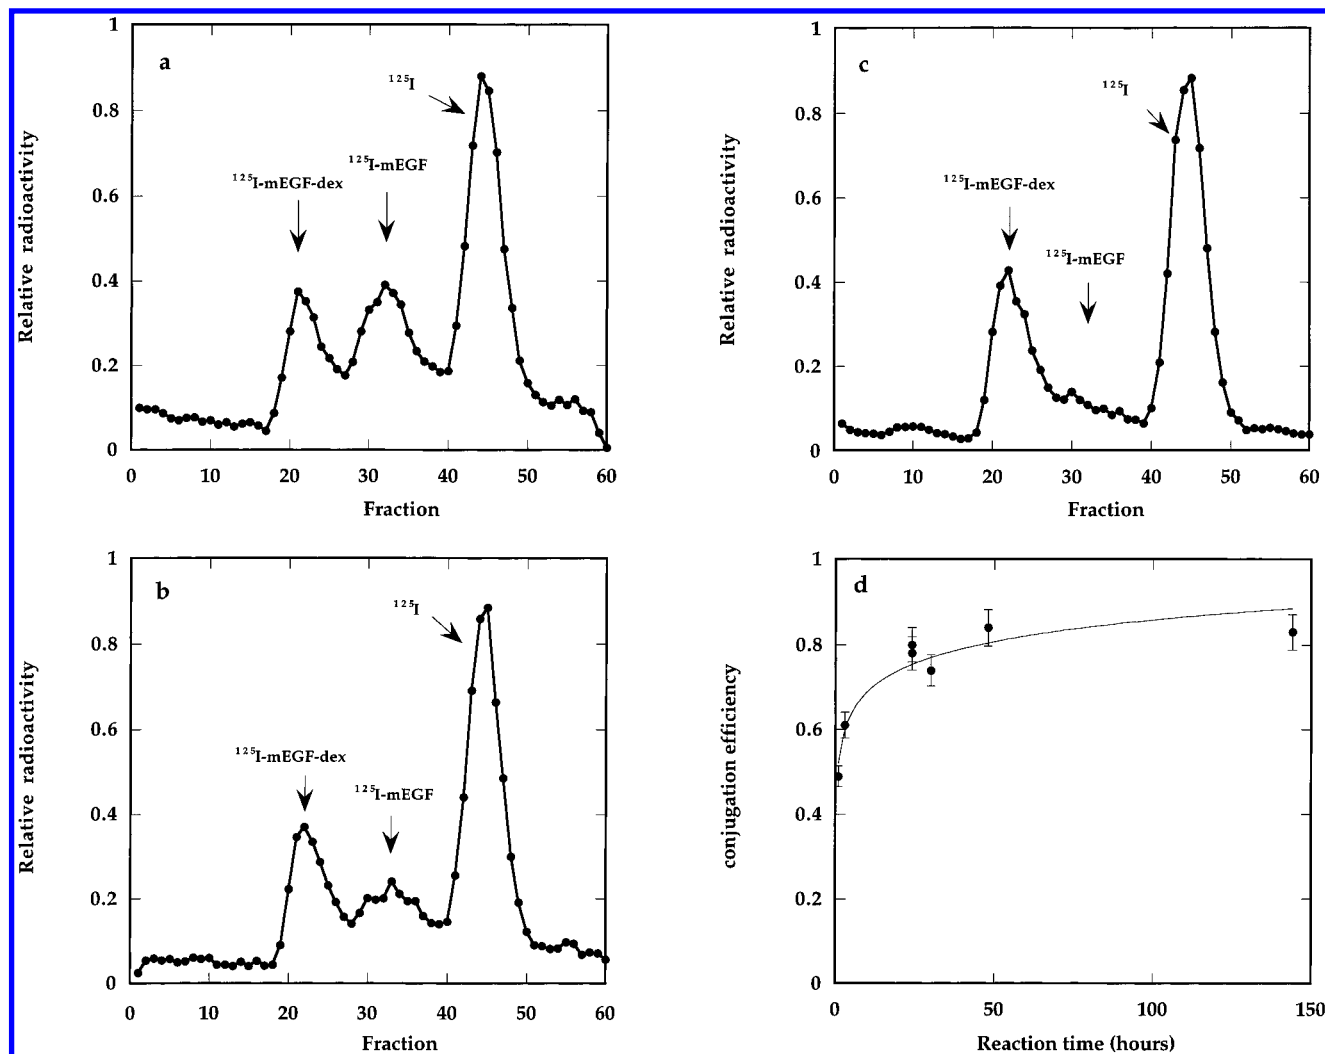 a
1
0.8
0.6
0.4
0.2
0
Relative radioactivity
¹²⁵I-mEGF-dex
¹²⁵I-mEGF
¹²⁵I
0 10 20 30 40 50 60
Fraction
c
1
0.8
0.6
0.4
0.2
0
Relative radioactivity
¹²⁵I-mEGF-dex
¹²⁵I-mEGF
¹²⁵I
0 10 20 30 40 50 60
Fraction
b
1
0.8
0.6
0.4
0.2
0
Relative radioactivity
¹²⁵I-mEGF-dex
¹²⁵I-mEGF
¹²⁵I
0 10 20 30 40 50 60
Fraction
d
1
0.8
0.6
0.4
0.2
0
conjugation efficiency
0 50 100 150
Reaction time (hours)